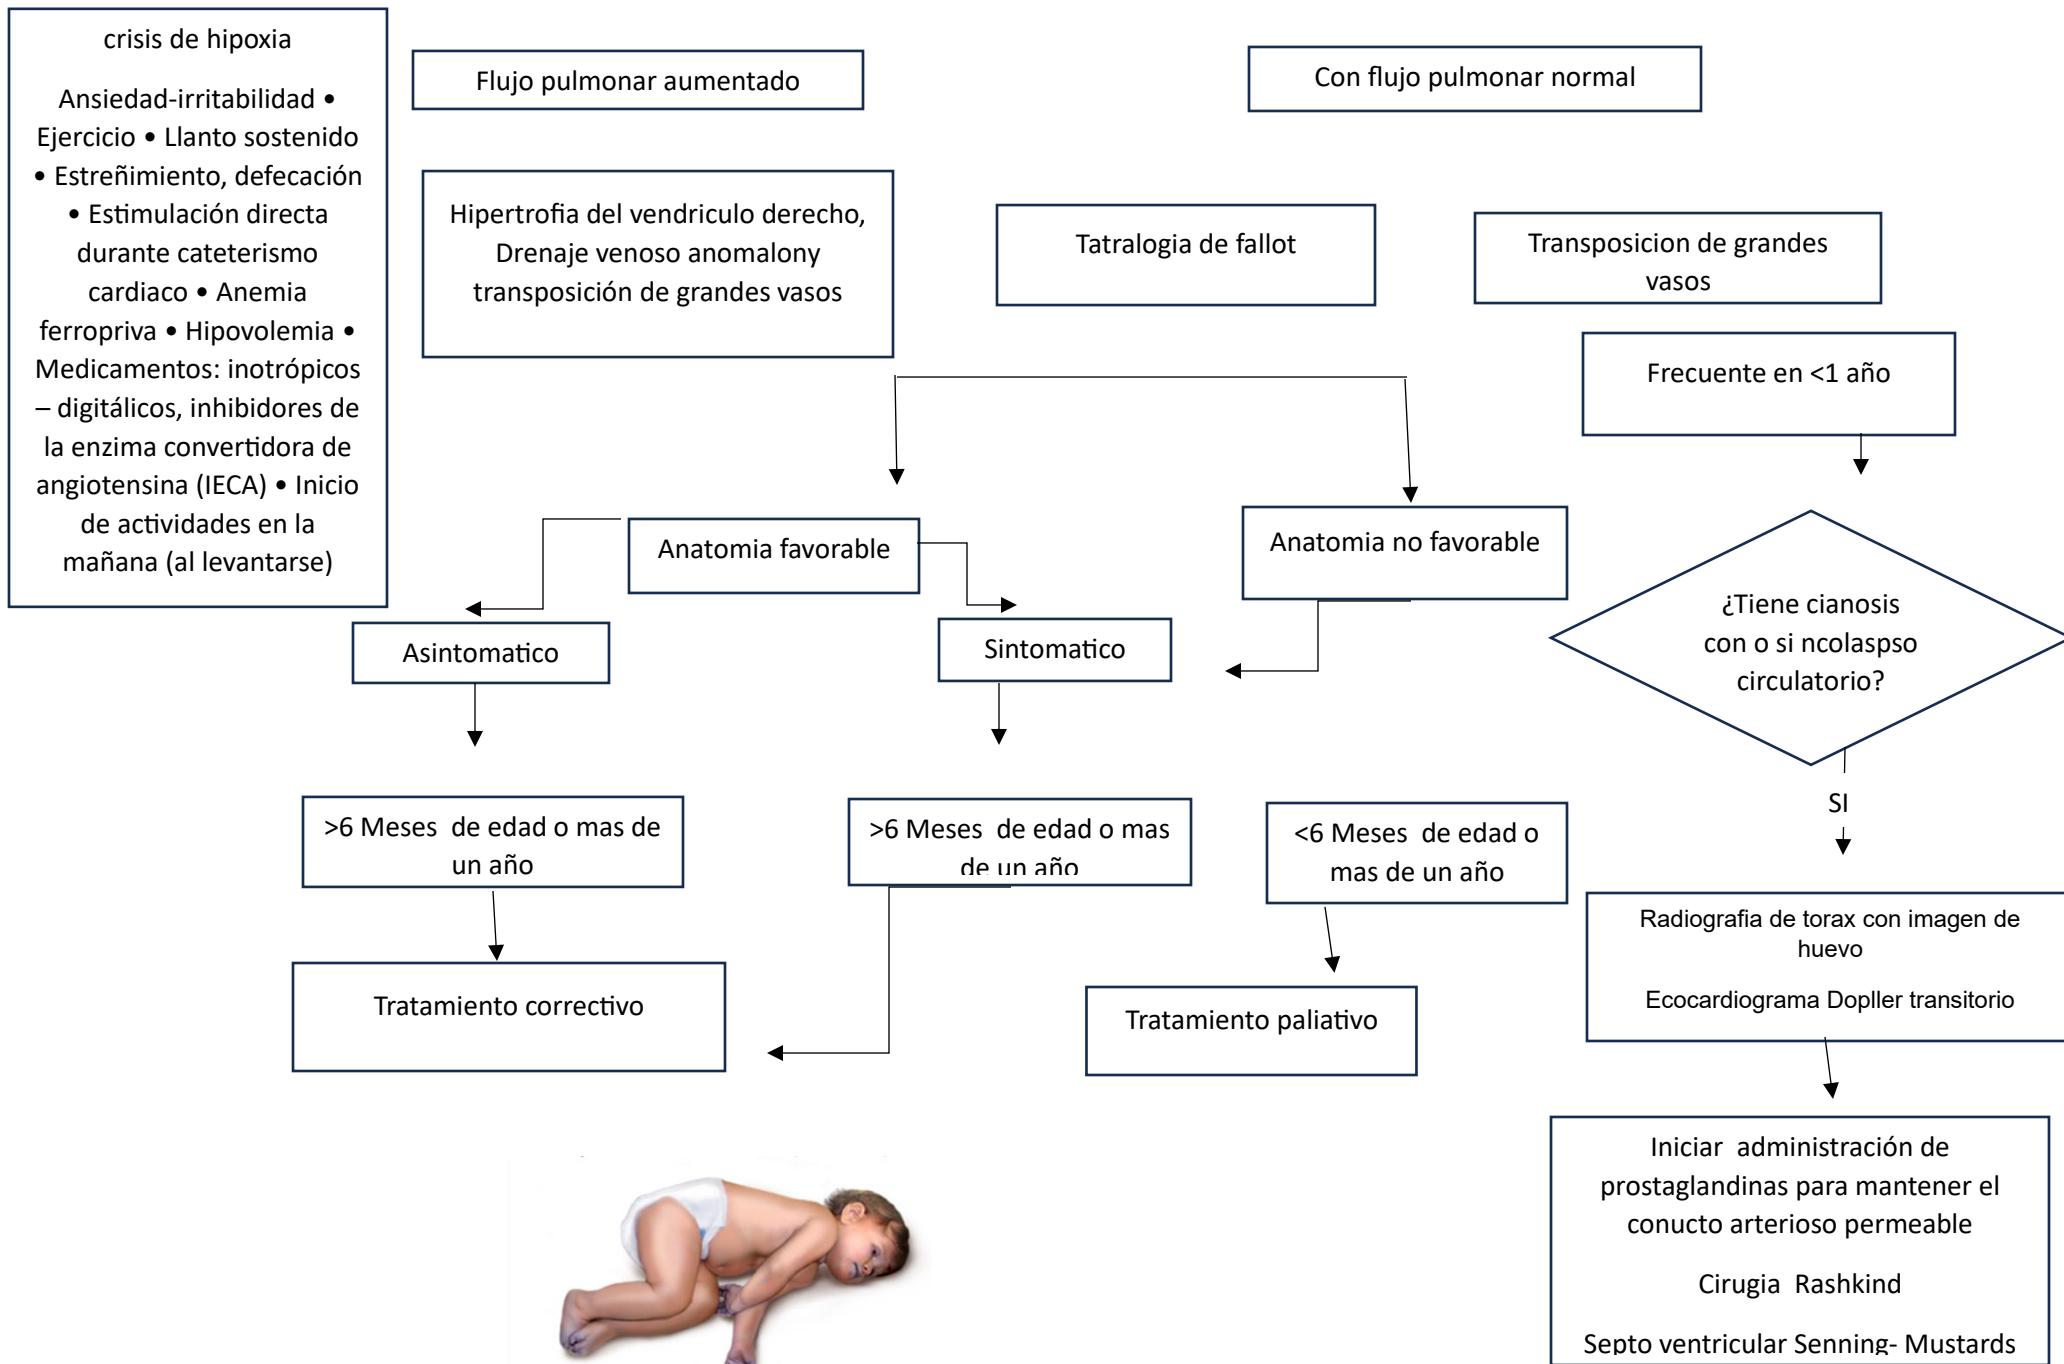 crisis de hipoxia
Ansiedad-irritabilidad •
Ejercicio • Llanto sostenido
• Estreñimiento, defecación
• Estimulación directa
durante cateterismo
cardiaco • Anemia
ferropriva • Hipovolemia •
Medicamentos: inotrópicos
– digitálicos, inhibidores de
la enzima convertidora de
angiotensina (IECA) • Inicio
de actividades en la
mañana (al levantarse)
Flujo pulmonar aumentado
Con flujo pulmonar normal
Hipertrofia del vendriculo derecho,
Drenaje venoso anomalony
transposición de grandes vasos
Tatralogia de fallot
Transposicion de grandes
vasos
Frecuente en <1 año
Anatomia favorable
Anatomia no favorable
¿Tiene cianosis
con o si ncolaspso
circulatorio?
Asintomatico
Sintomatico
SI
>6 Meses  de edad o mas de
un año
>6 Meses  de edad o mas
de un año
<6 Meses  de edad o
mas de un año
Radiografia de torax con imagen de
huevo
Ecocardiograma Dopller transitorio
Tratamiento correctivo
Tratamiento paliativo
Iniciar  administración de
prostaglandinas para mantener el
conucto arterioso permeable
Cirugia  Rashkind
Septo ventricular Senning- Mustards